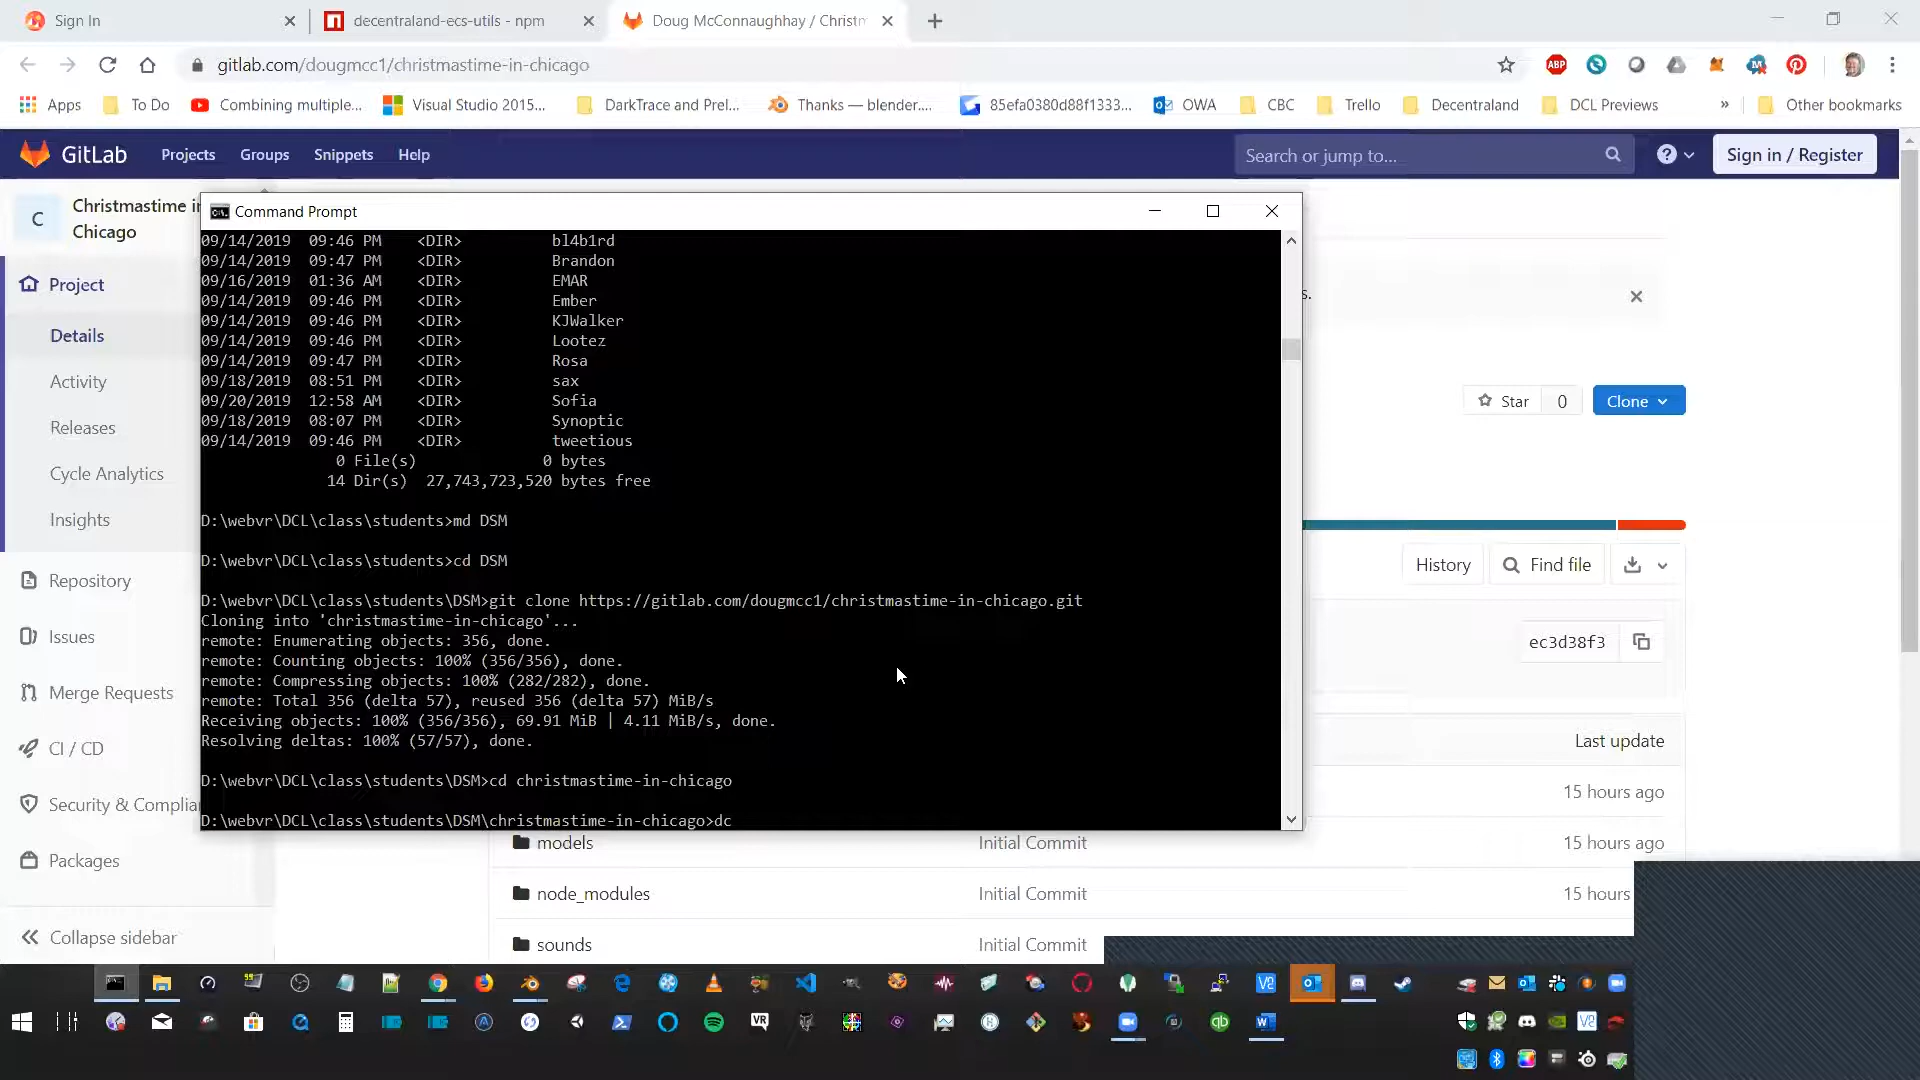 Sign In
decentraland-ecs-utils - npm
Doug McConnaughhay / Christm
gitlab.com/dougmcc1/christmastime-in-chicago
ABP
Apps
To Do
Combining multiple...
Visual Studio 2015...
DarkTrace and Prel...
Thanks — blender....
85efa0380d88f1333...
OWA
CBC
Trello
Decentraland
DCL Previews
»
Other bookmarks
GitLab
Projects
Groups
Snippets
Help
Search or jump to...
Sign in / Register
C
Christmastime in
Chicago
Project
Details
Activity
Releases
Cycle Analytics
Insights
Repository
Issues
Merge Requests
CI / CD
Security & Complian
Packages
Collapse sidebar
Command Prompt
09/14/2019  09:46 PM    <DIR>          bl4b1rd
09/14/2019  09:47 PM    <DIR>          Brandon
09/16/2019  01:36 AM    <DIR>          EMAR
09/14/2019  09:46 PM    <DIR>          Ember
09/14/2019  09:46 PM    <DIR>          KJWalker
09/14/2019  09:46 PM    <DIR>          Lootez
09/14/2019  09:47 PM    <DIR>          Rosa
09/18/2019  08:51 PM    <DIR>          sax
09/20/2019  12:58 AM    <DIR>          Sofia
09/18/2019  08:07 PM    <DIR>          Synoptic
09/14/2019  09:46 PM    <DIR>          tweetious
0 File(s)              0 bytes
14 Dir(s)  27,743,723,520 bytes free
D:\webvr\DCL\class\students>md DSM
D:\webvr\DCL\class\students>cd DSM
D:\webvr\DCL\class\students\DSM>git clone https://gitlab.com/dougmcc1/christmastime-in-chicago.git
Cloning into 'christmastime-in-chicago'...
remote: Enumerating objects: 356, done.
remote: Counting objects: 100% (356/356), done.
remote: Compressing objects: 100% (282/282), done.
remote: Total 356 (delta 57), reused 356 (delta 57) MiB/s
Receiving objects: 100% (356/356), 69.91 MiB | 4.11 MiB/s, done.
Resolving deltas: 100% (57/57), done.
D:\webvr\DCL\class\students\DSM>cd christmastime-in-chicago
D:\webvr\DCL\class\students\DSM\christmastime-in-chicago>dc
s.
Star
0
Clone
History
Find file
ec3d38f3
Last update
15 hours ago
models
Initial Commit
15 hours ago
node_modules
Initial Commit
15 hours
sounds
Initial Commit
VR